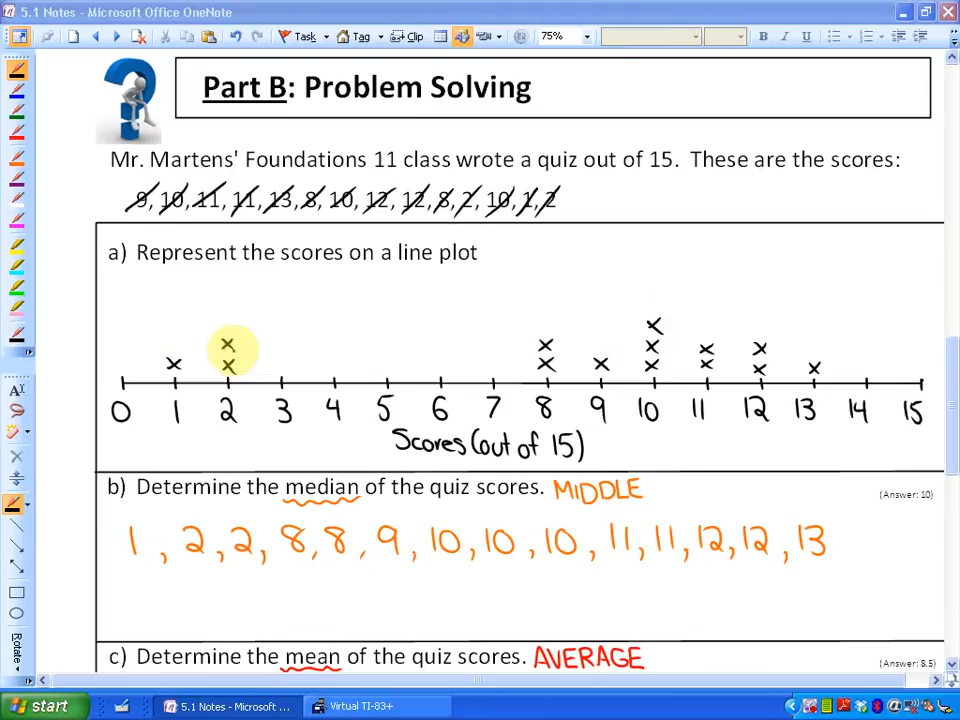 5.1 Notes - Microsoft Office OneNote
Task Tag Clip 75% B I U
Part B: Problem Solving
Mr. Martens' Foundations 11 class wrote a quiz out of 15. These are the scores:
9, 10, 11, 11, 13, 8, 10, 12, 12, 8, 2, 10, 1, 2
a) Represent the scores on a line plot
x x x x x x x x x x x x x x
0 1 2 3 4 5 6 7 8 9 10 11 12 13 14 15
Scores (out of 15)
b) Determine the median of the quiz scores. MIDDLE (Answer: 10)
1, 2, 2, 8, 8, 9, 10, 10, 10, 11, 11, 12, 12, 13
c) Determine the mean of the quiz scores. AVERAGE (Answer: 8.5)
A
Rotate
start 5.1 Notes - Microsoft ... Virtual TI-83+